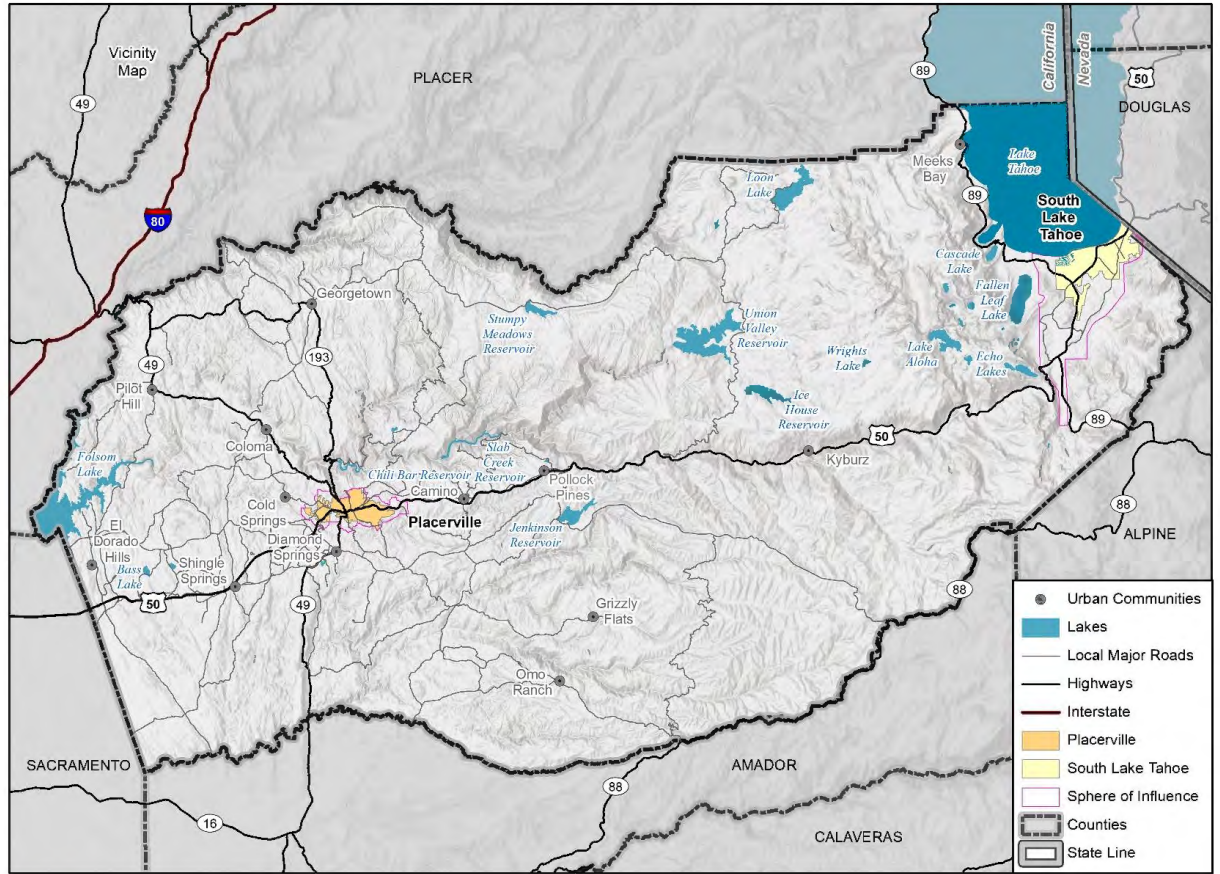 Vicinity
Map
49
80
PLACER
89
California
Nevada
50
DOUGLAS
Meeks
Bay
Lake
Tahoe
89
South
Lake
Tahoe
Loon
Lake
Cascade
Lake
Fallen
Leaf
Lake
Georgetown
Stumpy
Meadows
Reservoir
Union
Valley
Reservoir
Wrights
Lake
Lake
Aloha
Echo
Lakes
Ice
House
Reservoir
193
49
Pilot
Hill
Coloma
50
89
Kyburz
Folsom
Lake
Slab
Creek
Reservoir
Chili Bar Reservoir
Camino
Pollock
Pines
Cold
Springs
Placerville
Jenkinson
Reservoir
Diamond
Springs
El
Dorado
Hills
Bass
Lake
Shingle
Springs
50
49
88
ALPINE
88
Grizzly
Flats
Omo
Ranch
SACRAMENTO
AMADOR
88
16
CALAVERAS
Urban Communities
Lakes
Local Major Roads
Highways
Interstate
Placerville
South Lake Tahoe
Sphere of Influence
Counties
State Line